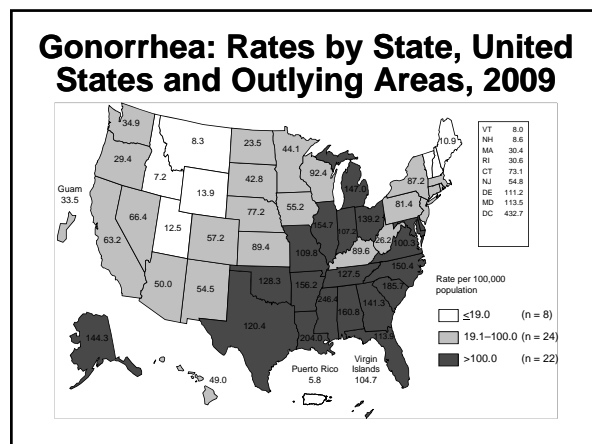 Gonorrhea: Rates by State, United
States and Outlying Areas, 2009
34.9
8.3
23.5
44.1
10.9
29.4
7.2
13.9
42.8
92.4
147.0
87.2
Guam
33.5
66.4
12.5
57.2
77.2
55.2
154.7
107.2
139.2
81.4
26.2
63.2
89.4
109.8
89.6
100.3
50.0
54.5
128.3
156.2
127.5
150.4
185.7
120.4
204.0
246.4
160.8
141.3
113.9
144.3
49.0
Puerto Rico
5.8
Virgin
Islands
104.7
VT 8.0
NH 8.6
MA 30.4
RI 30.6
CT 73.1
NJ 54.8
DE 111.2
MD 113.5
DC 432.7
Rate per 100,000
population
≤19.0 (n = 8)
19.1–100.0 (n = 24)
>100.0 (n = 22)